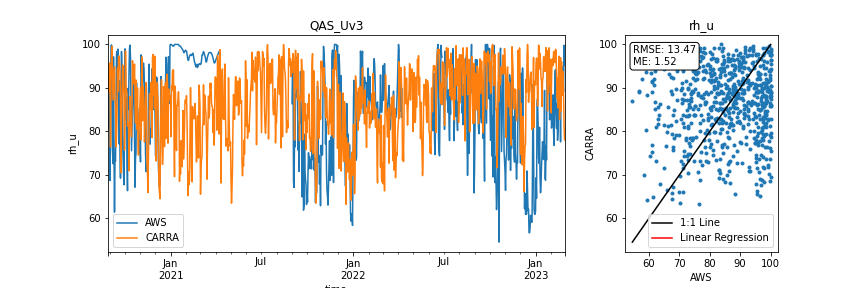 QAS_Uv3
rh_u
100
90
80
70
60
rh_u
AWS
CARRA
Jan
2021
Jul
Jan
2022
Jul
Jan
2023
time
rh_u
RMSE: 13.47
ME: 1.52
100
90
80
70
60
CARRA
1:1 Line
Linear Regression
60 70 80 90 100
AWS